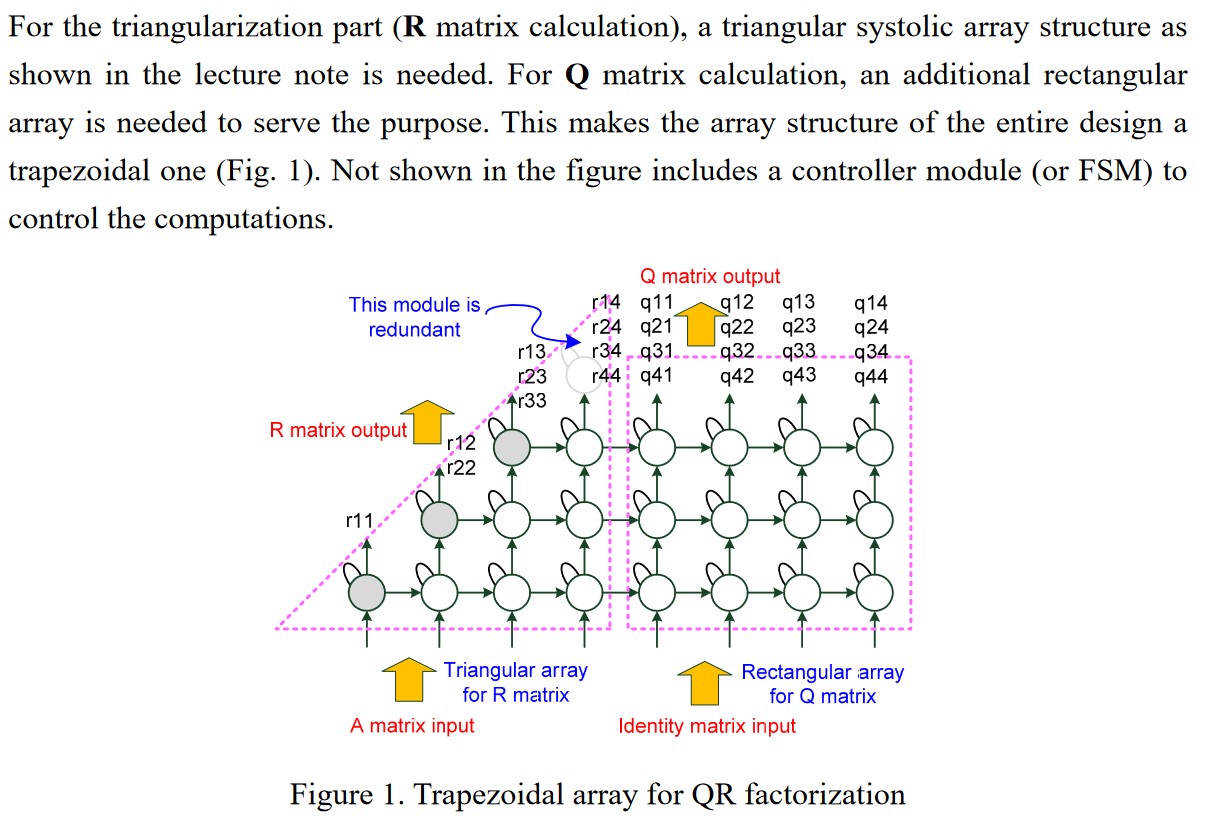 For the triangularization part (R matrix calculation), a triangular systolic array structure as
shown in the lecture note is needed. For Q matrix calculation, an additional rectangular
array is needed to serve the purpose. This makes the array structure of the entire design a
trapezoidal one (Fig. 1). Not shown in the figure includes a controller module (or FSM) to
control the computations.
Q matrix output
This module is
redundant
r14 q11 q12 q13 q14
r24 q21 q22 q23 q24
r13 r34 q31 q32 q33 q34
r23 r44 q41 q42 q43 q44
r33
R matrix output
r12
r22
r11
Triangular array
for R matrix
Rectangular array
for Q matrix
A matrix input
Identity matrix input
Figure 1. Trapezoidal array for QR factorization